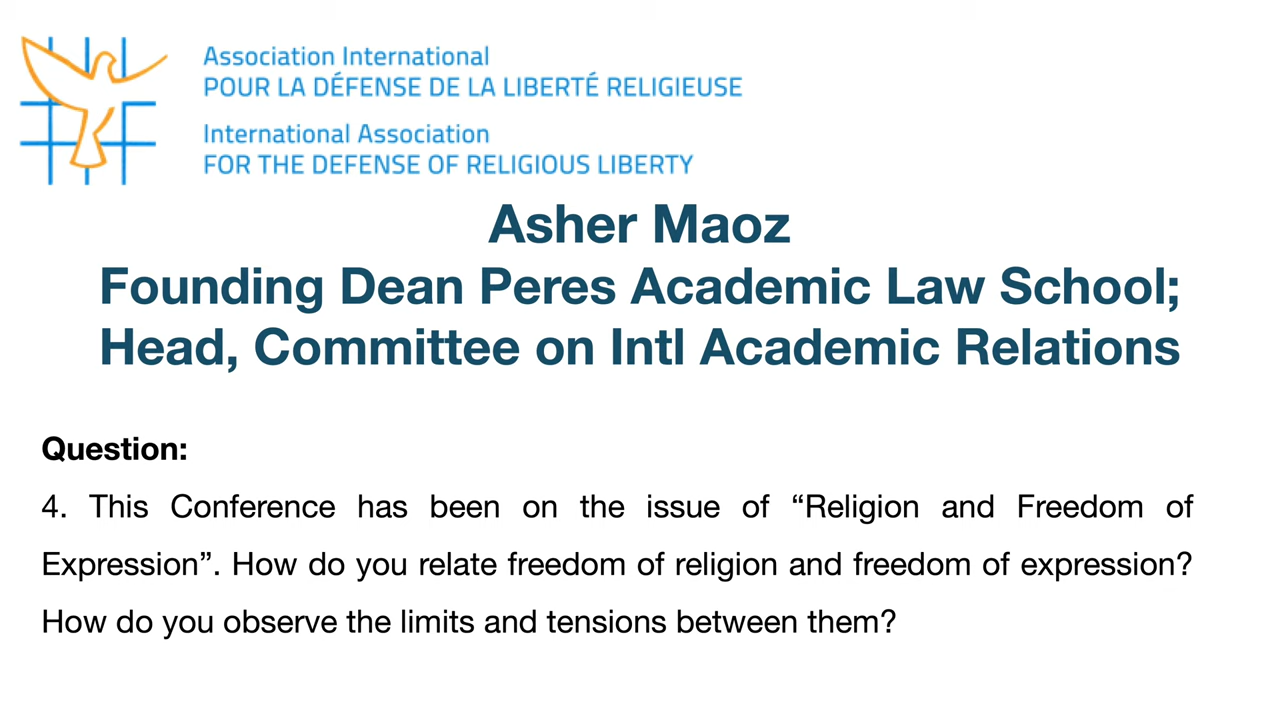 Association International
POUR LA DÉFENSE DE LA LIBERTÉ RELIGIEUSE
International Association
FOR THE DEFENSE OF RELIGIOUS LIBERTY
Asher Maoz
Founding Dean Peres Academic Law School;
Head, Committee on Intl Academic Relations
Question:
4. This Conference has been on the issue of “Religion and Freedom of
Expression”. How do you relate freedom of religion and freedom of expression?
How do you observe the limits and tensions between them?